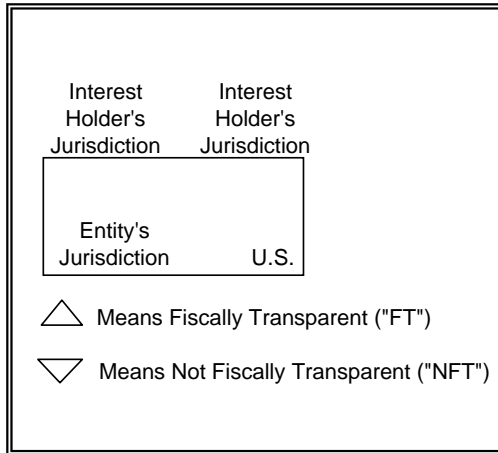 Interest Holder's Jurisdiction
Interest Holder's Jurisdiction
Entity's Jurisdiction
U.S.
Means Fiscally Transparent ("FT")
Means Not Fiscally Transparent ("NFT")